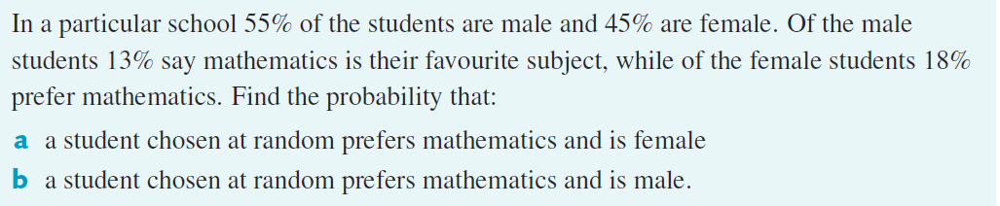 In a particular school 55% of the students are male and 45% are female. Of the male
students 13% say mathematics is their favourite subject, while of the female students 18%
prefer mathematics. Find the probability that:
a a student chosen at random prefers mathematics and is female
b a student chosen at random prefers mathematics and is male.